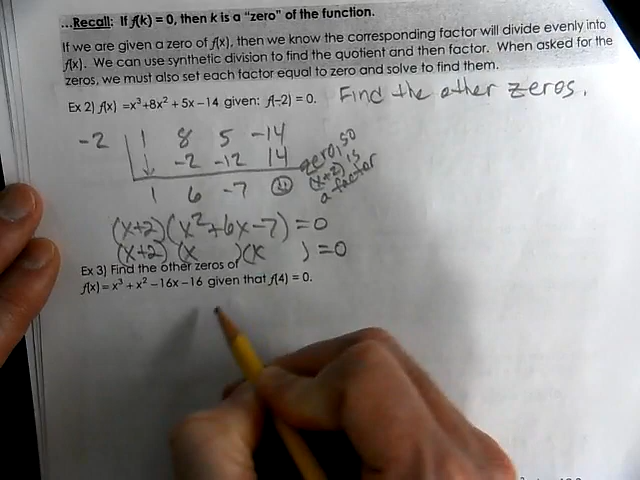 ...Recall: If f(k) = 0, then k is a "zero" of the function.
If we are given a zero of f(x), then we know the corresponding factor will divide evenly into
f(x). We can use synthetic division to find the quotient and then factor. When asked for the
zeros, we must also set each factor equal to zero and solve to find them.
Ex 2) f(x) =x³+8x² + 5x – 14 given: f(-2) = 0. Find the other zeros.
-2 1 8 5 -14
↓ -2 -12 14
1 6 -7
zero, so
(x+2) is
a factor
(x+2)(x²+6x-7)=0
(x+2)(x )(x )=0
Ex 3) Find the other zeros of
f(x) = x³ + x² – 16x – 16 given that f(4) = 0.